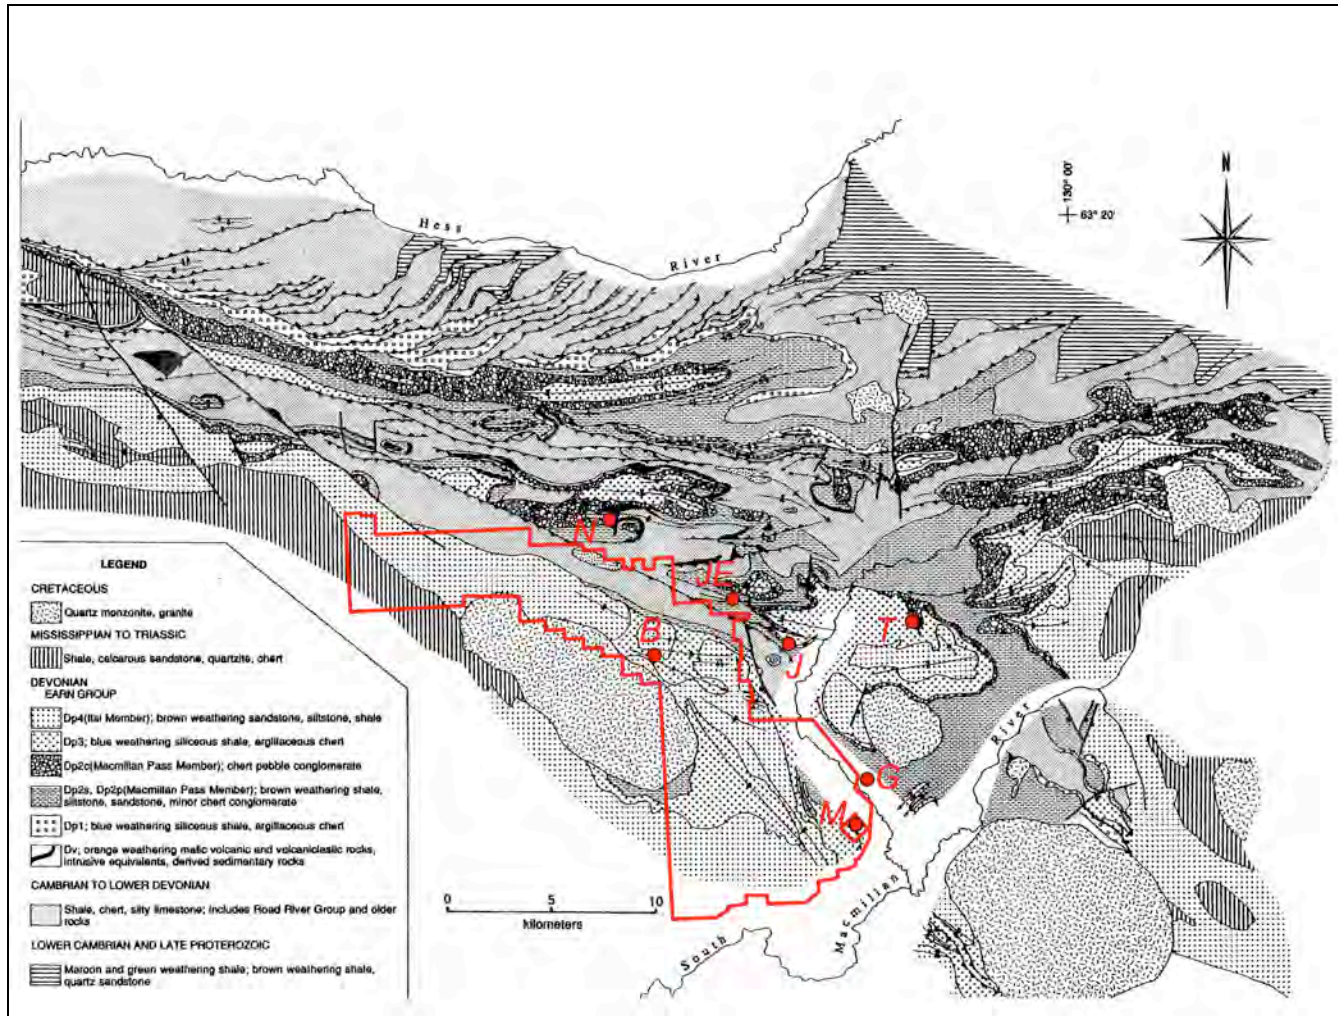 N
130° 00'
63° 20'
Hess
River
N
JE
B
J
T
River
G
M
Macmillan
South
0 5 10
kilometers
LEGEND
CRETACEOUS
Quartz monzonite, granite
MISSISSIPPIAN TO TRIASSIC
Shale, calcarous sandstone, quartzite, chert
DEVONIAN
EARN GROUP
Dp4(Itsi Member); brown weathering sandstone, siltstone, shale
Dp3; blue weathering siliceous shale, argillaceous chert
Dp2c(Macmillan Pass Member); chert pebble conglomerate
Dp2s, Dp2p(Macmillan Pass Member); brown weathering shale,
siltstone, sandstone, minor chert conglomerate
Dp1; blue weathering siliceous shale, argillaceous chert
Dv; orange weathering mafic volcanic and volcaniclastic rocks,
intrusive equivalents, derived sedimentary rocks
CAMBRIAN TO LOWER DEVONIAN
Shale, chert, silty limestone; includes Road River Group and older
rocks
LOWER CAMBRIAN AND LATE PROTEROZOIC
Maroon and green weathering shale; brown weathering shale,
quartz sandstone